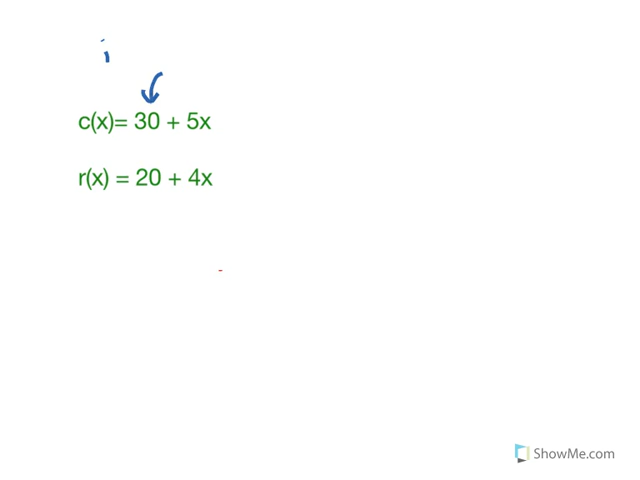 c(x)= 30 + 5x
r(x) = 20 + 4x
ShowMe.com